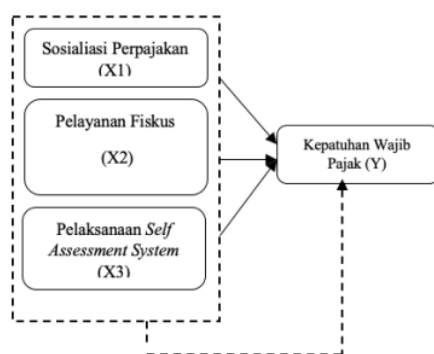 Sosialiasi Perpajakan
(X1)
Pelayanan Fiskus
(X2)
Pelaksanaan Self
Assessment System
(X3)
Kepatuhan Wajib
Pajak (Y)